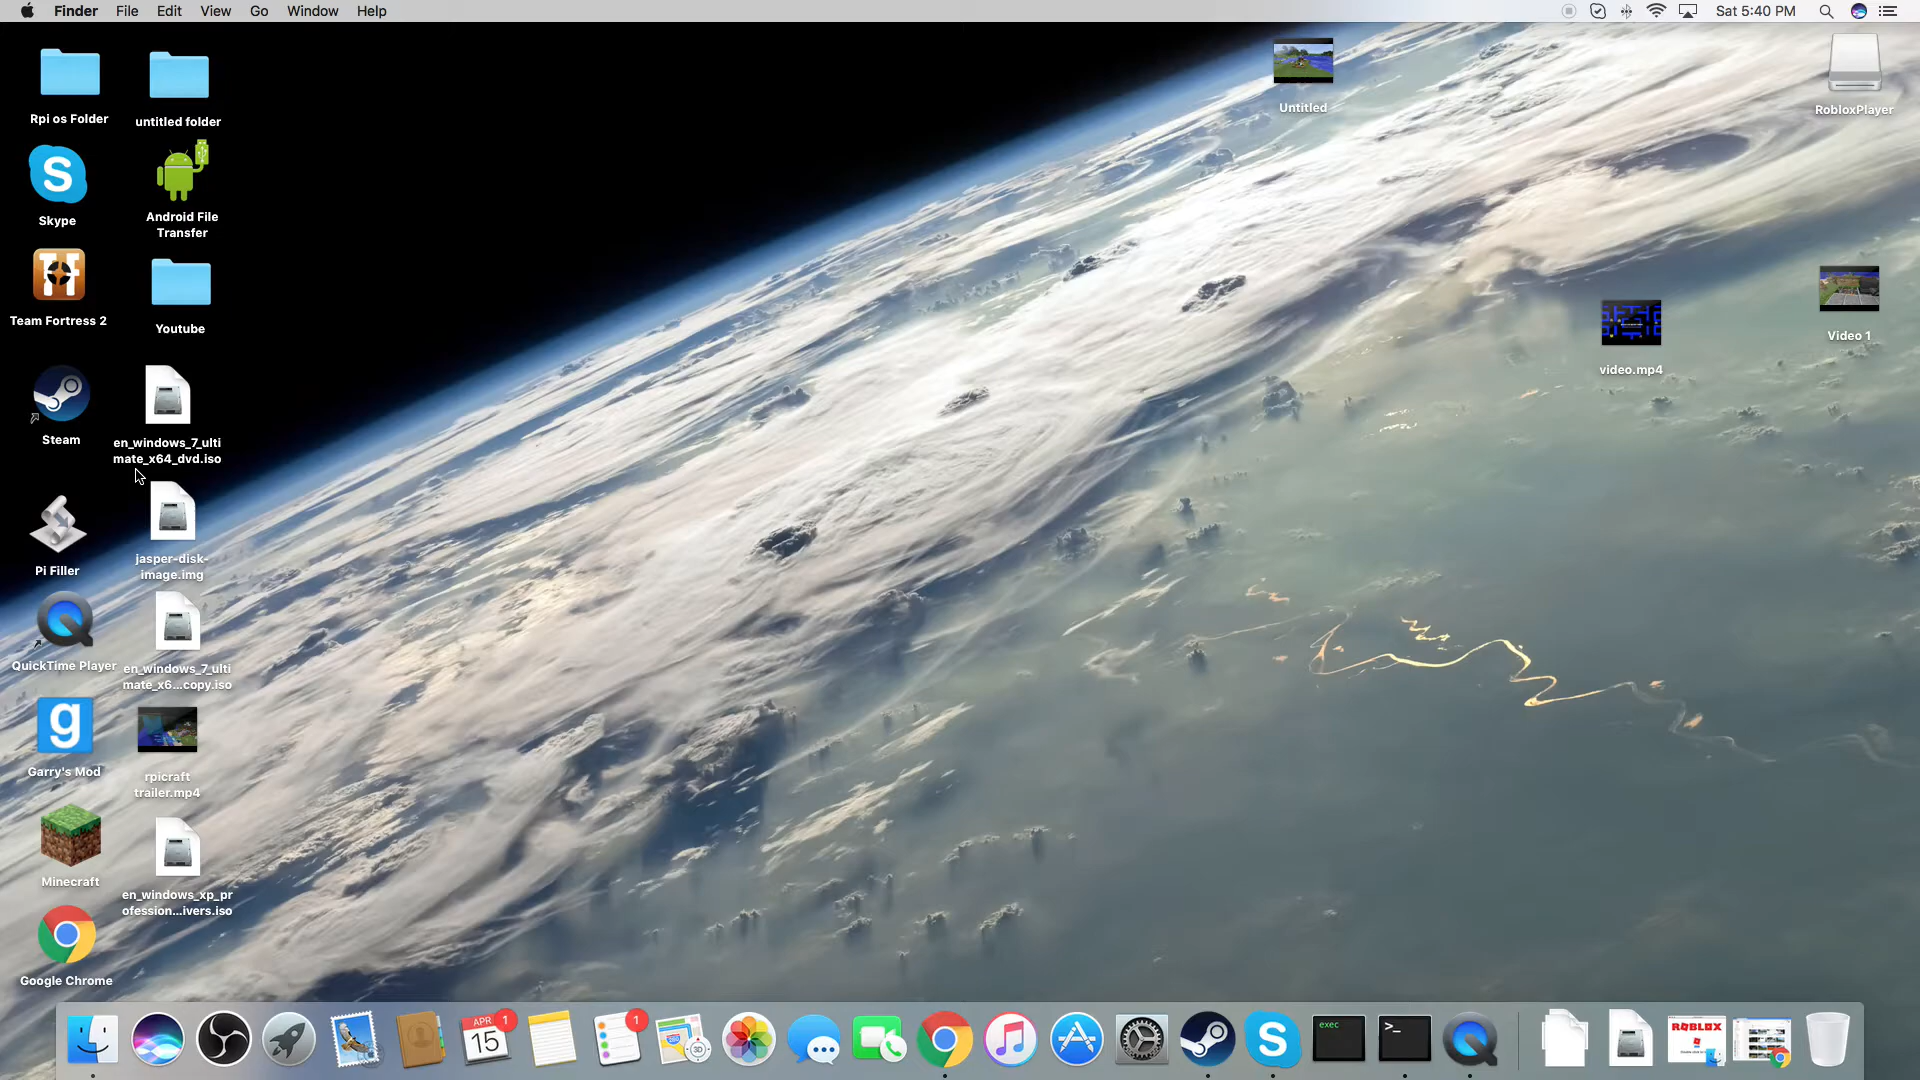 Finder File Edit View Go Window Help
Sat 5:40 PM
Rpi os Folder
untitled folder
Untitled
RobloxPlayer
Skype
Android File
Transfer
Team Fortress 2
Youtube
Video 1
video.mp4
Steam
en_windows_7_ulti
mate_x64_dvd.iso
Pi Filler
jasper-disk-
image.img
QuickTime Player
en_windows_7_ulti
mate_x6...copy.iso
g
Garry's Mod
rpicraft
trailer.mp4
Minecraft
en_windows_xp_pr
ofession...ivers.iso
Google Chrome
APR
15
1
1
3D
exec
>_
ROBLOX